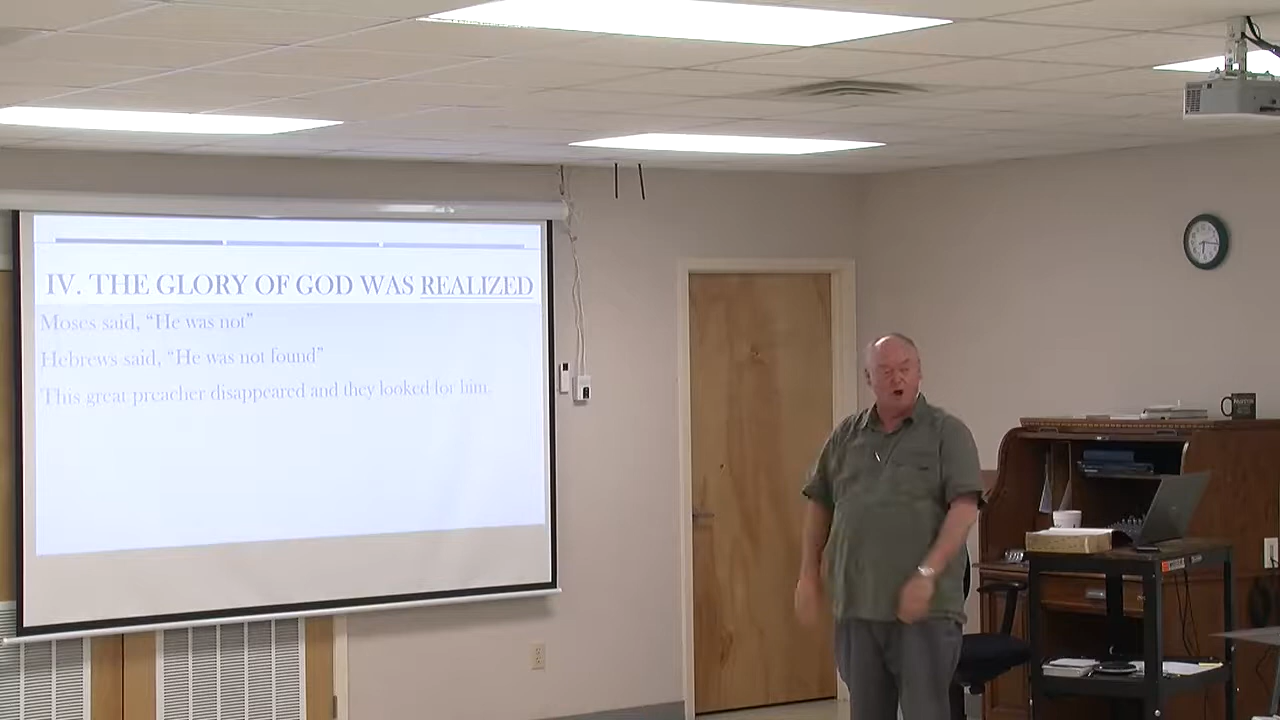 IV. THE GLORY OF GOD WAS REALIZED
Moses said, “He was not”
Hebrews said, “He was not found”
This great preacher disappeared and they looked for him.